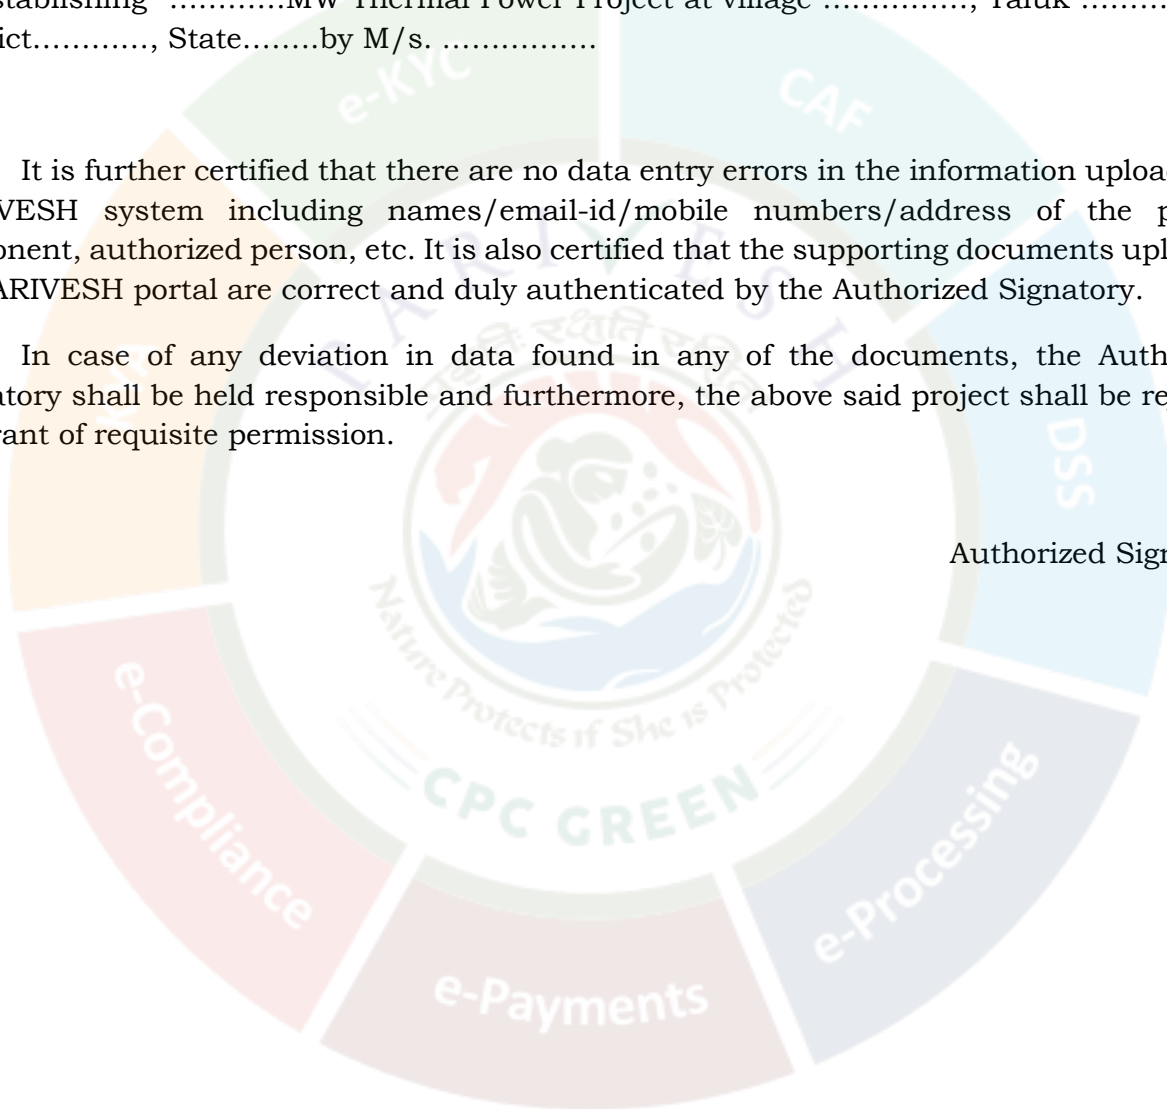 stablishing …………MW Thermal Power Project at village ……………, Taluk ……….
ict…………, State……..by M/s. …………….
It is further certified that there are no data entry errors in the information uploa
VESH system including names/email-id/mobile numbers/address of the p
onent, authorized person, etc. It is also certified that the supporting documents upl
ARIVESH portal are correct and duly authenticated by the Authorized Signatory.
In case of any deviation in data found in any of the documents, the Auth
atory shall be held responsible and furthermore, the above said project shall be re
rant of requisite permission.
Authorized Sign
e-KYC
CAF
PARIVESH
DSS
Nature Protects if She is Protected
CPC GREEN
e-Compliance
e-Processing
e-Payments